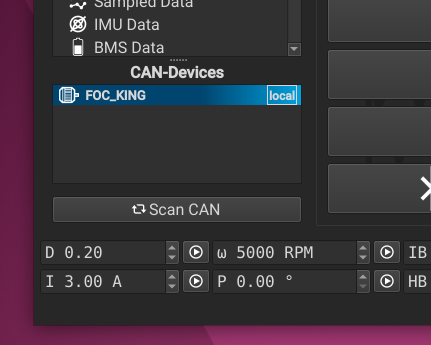 Sampled Data
IMU Data
BMS Data
CAN-Devices
FOC_KING local
Scan CAN
D 0.20 ω 5000 RPM IB
I 3.00 A P 0.00 ° HB